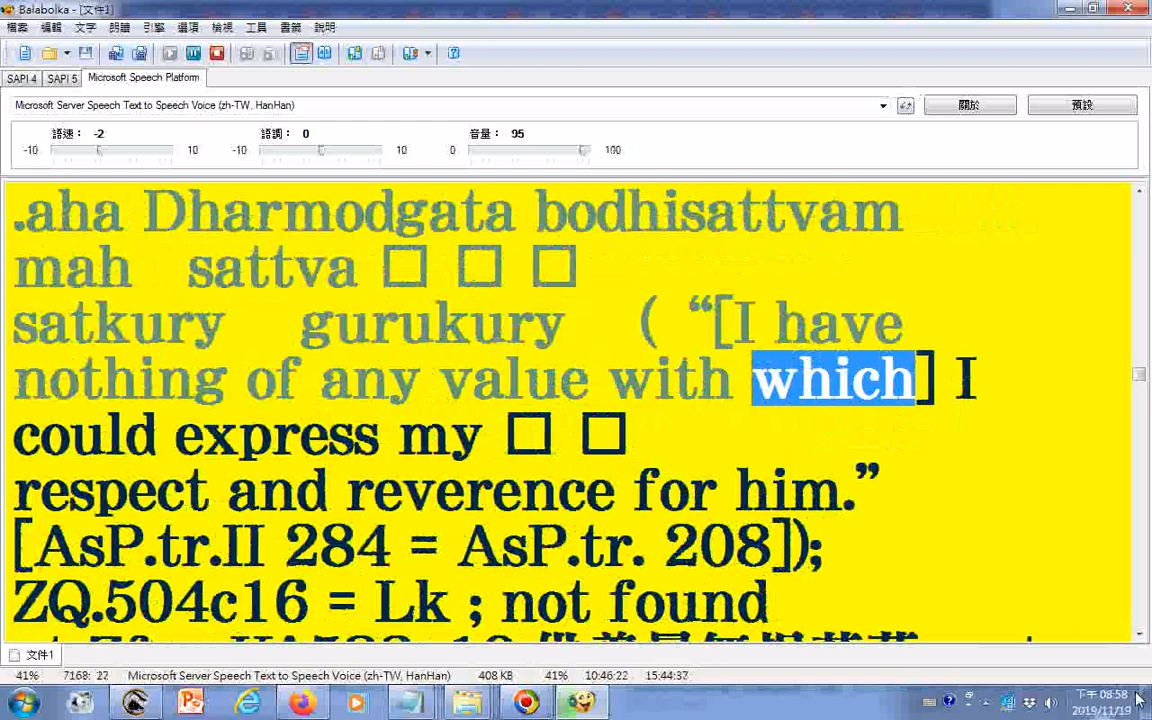 Balabolka - [文件1]
檔案 編輯 文字 朗讀 引擎 選項 檢視 工具 書籤 說明
SAPI 4 SAPI 5 Microsoft Speech Platform
Microsoft Server Speech Text to Speech Voice (zh-TW, HanHan) 關於 預設
語速： -2 語調： 0 音量： 95
-10 10 -10 10 0 100
.aha Dharmodgata bodhisattvam
mah sattva □ □ □
satkury gurukury ( “[I have
nothing of any value with which] I
could express my □ □
respect and reverence for him.”
[AsP.tr.II 284 = AsP.tr. 208]);
ZQ.504c16 = Lk ; not found
文件1
41% 7168: 22 Microsoft Server Speech Text to Speech Voice (zh-TW, HanHan) 408 KB 41% 10:46:22 15:44:37
下午 08:58
2019/11/19